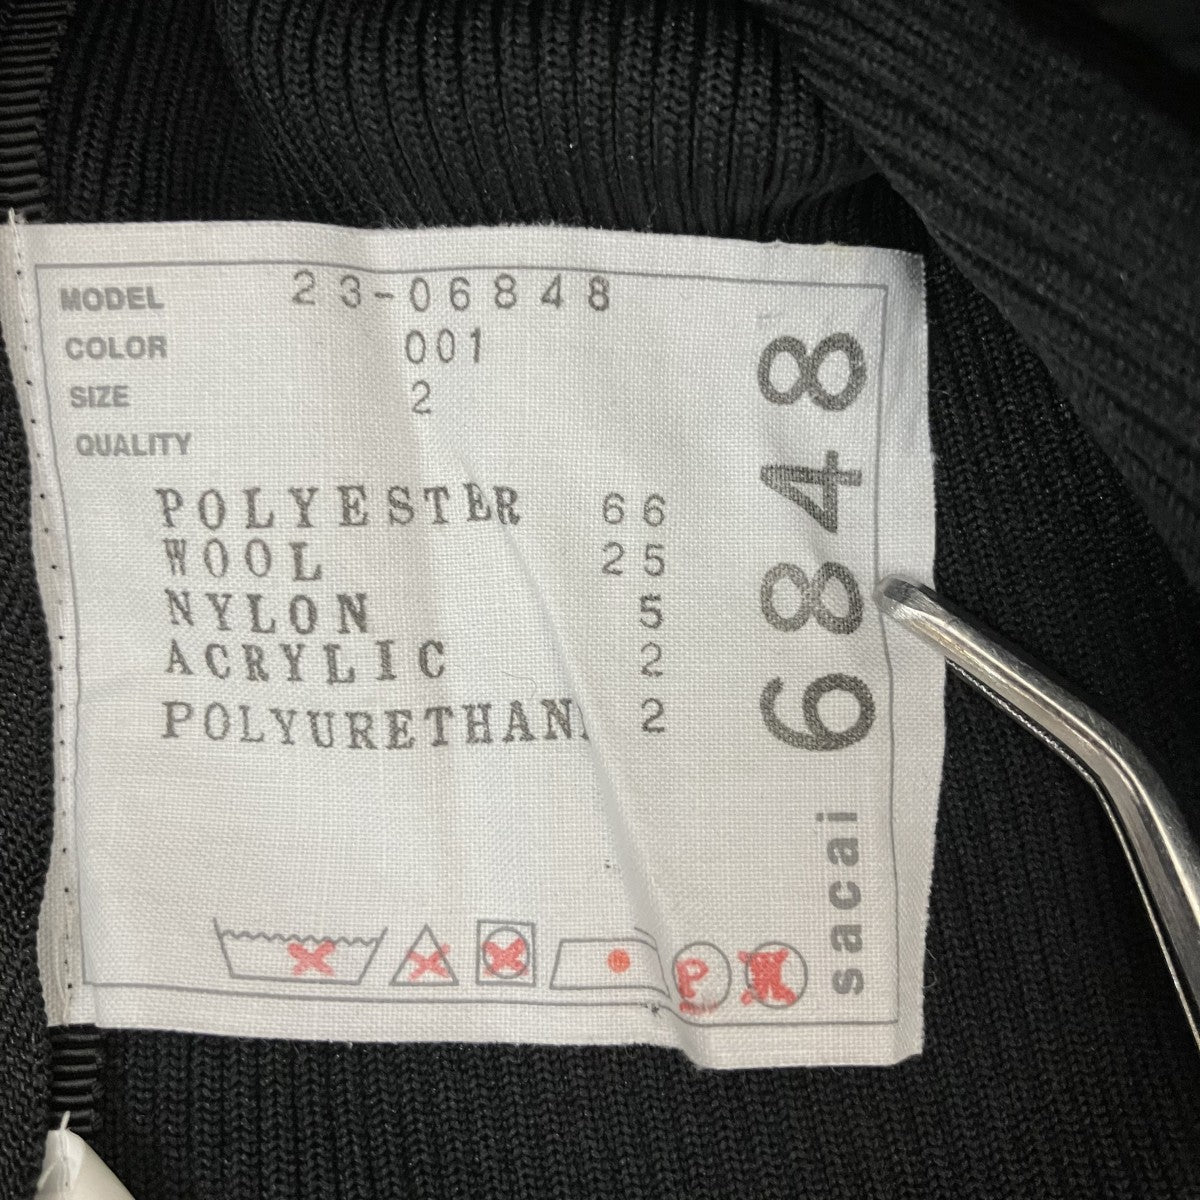 MODEL 23-06848
COLOR 001
SIZE 2
QUALITY
POLYESTER 66
WOOL 25
NYLON 5
ACRYLIC 2
POLYURETHAN 2
P
W
sacai 6848